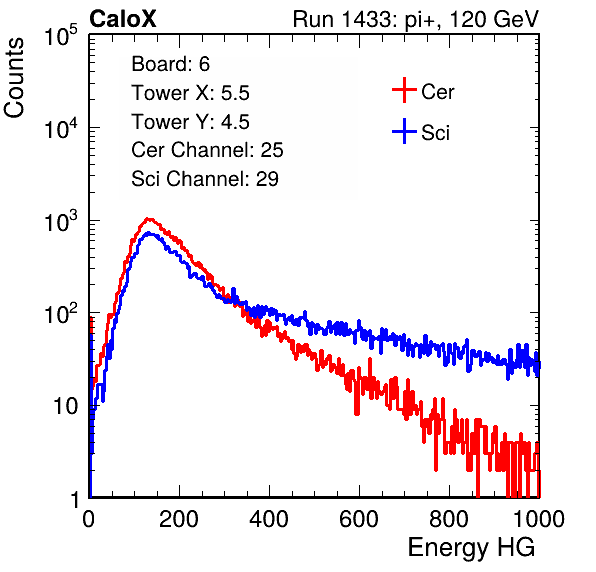 CaloX Run 1433: pi+, 120 GeV
Board: 6
Tower X: 5.5
Tower Y: 4.5
Cer Channel: 25
Sci Channel: 29
Cer
Sci
Counts
10^5
10^4
10^3
10^2
10
1
0 200 400 600 800 1000
Energy HG